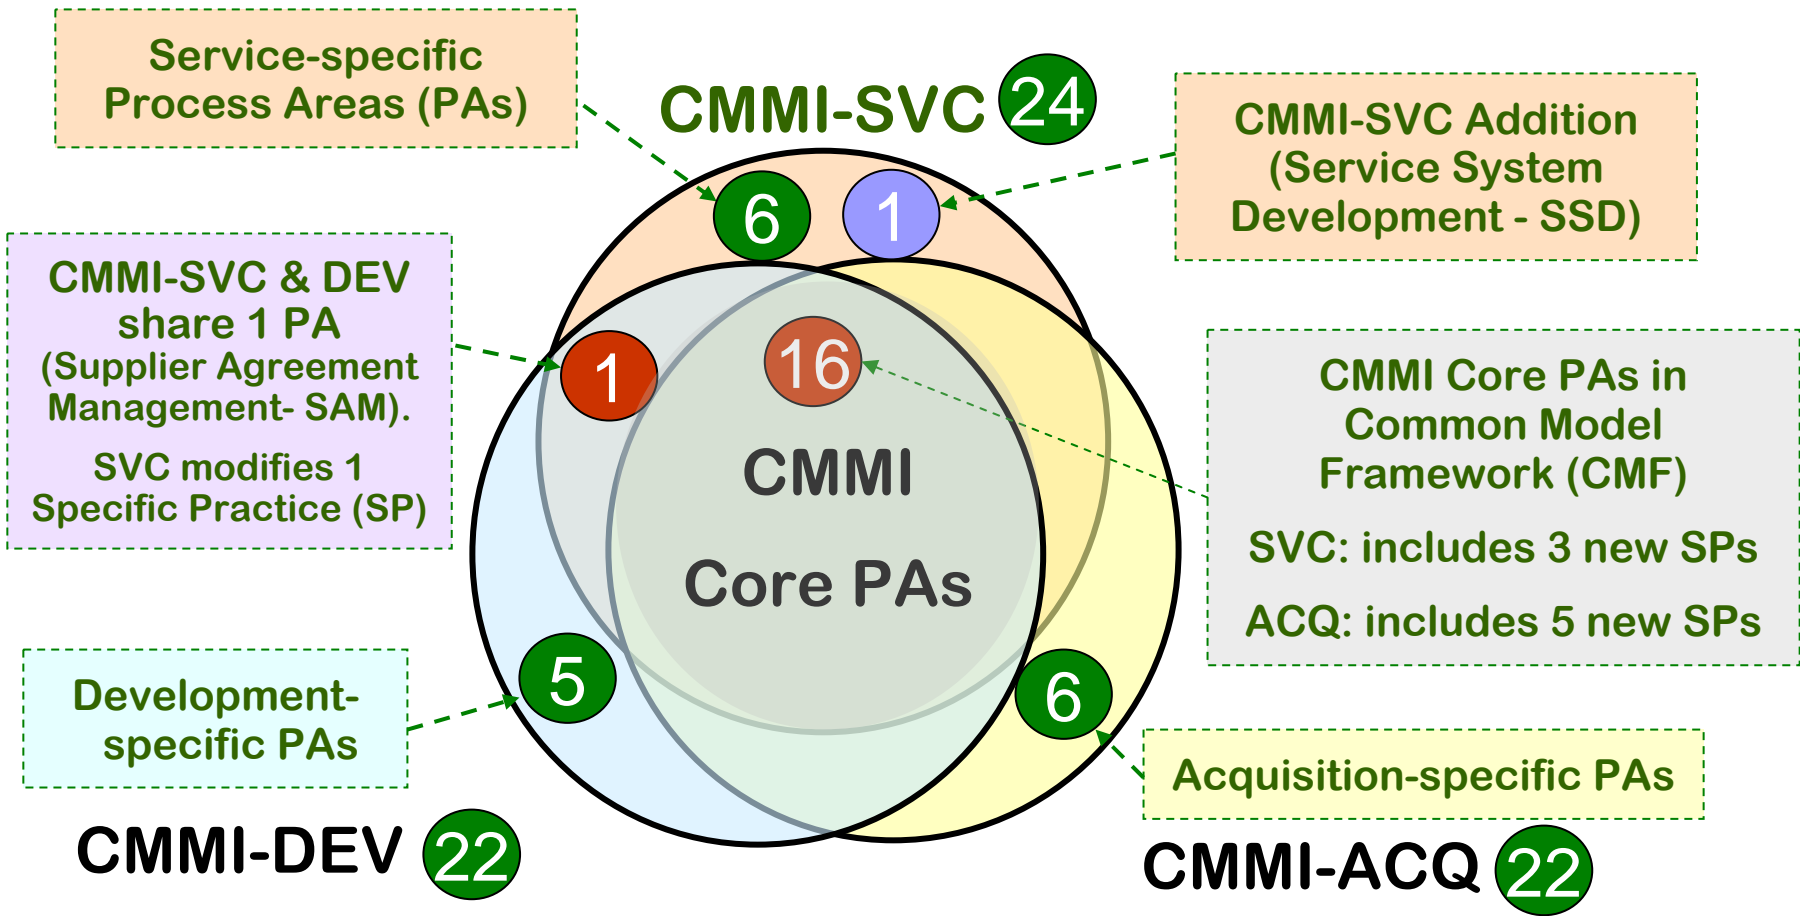 Service-specific
Process Areas (PAs)
CMMI-SVC 24
CMMI-SVC Addition
(Service System
Development - SSD)
6
1
CMMI-SVC & DEV
share 1 PA
(Supplier Agreement
Management- SAM).
SVC modifies 1
Specific Practice (SP)
1
16
CMMI
Core PAs
CMMI Core PAs in
Common Model
Framework (CMF)
SVC: includes 3 new SPs
ACQ: includes 5 new SPs
Development-
specific PAs
5
6
Acquisition-specific PAs
CMMI-DEV 22
CMMI-ACQ 22